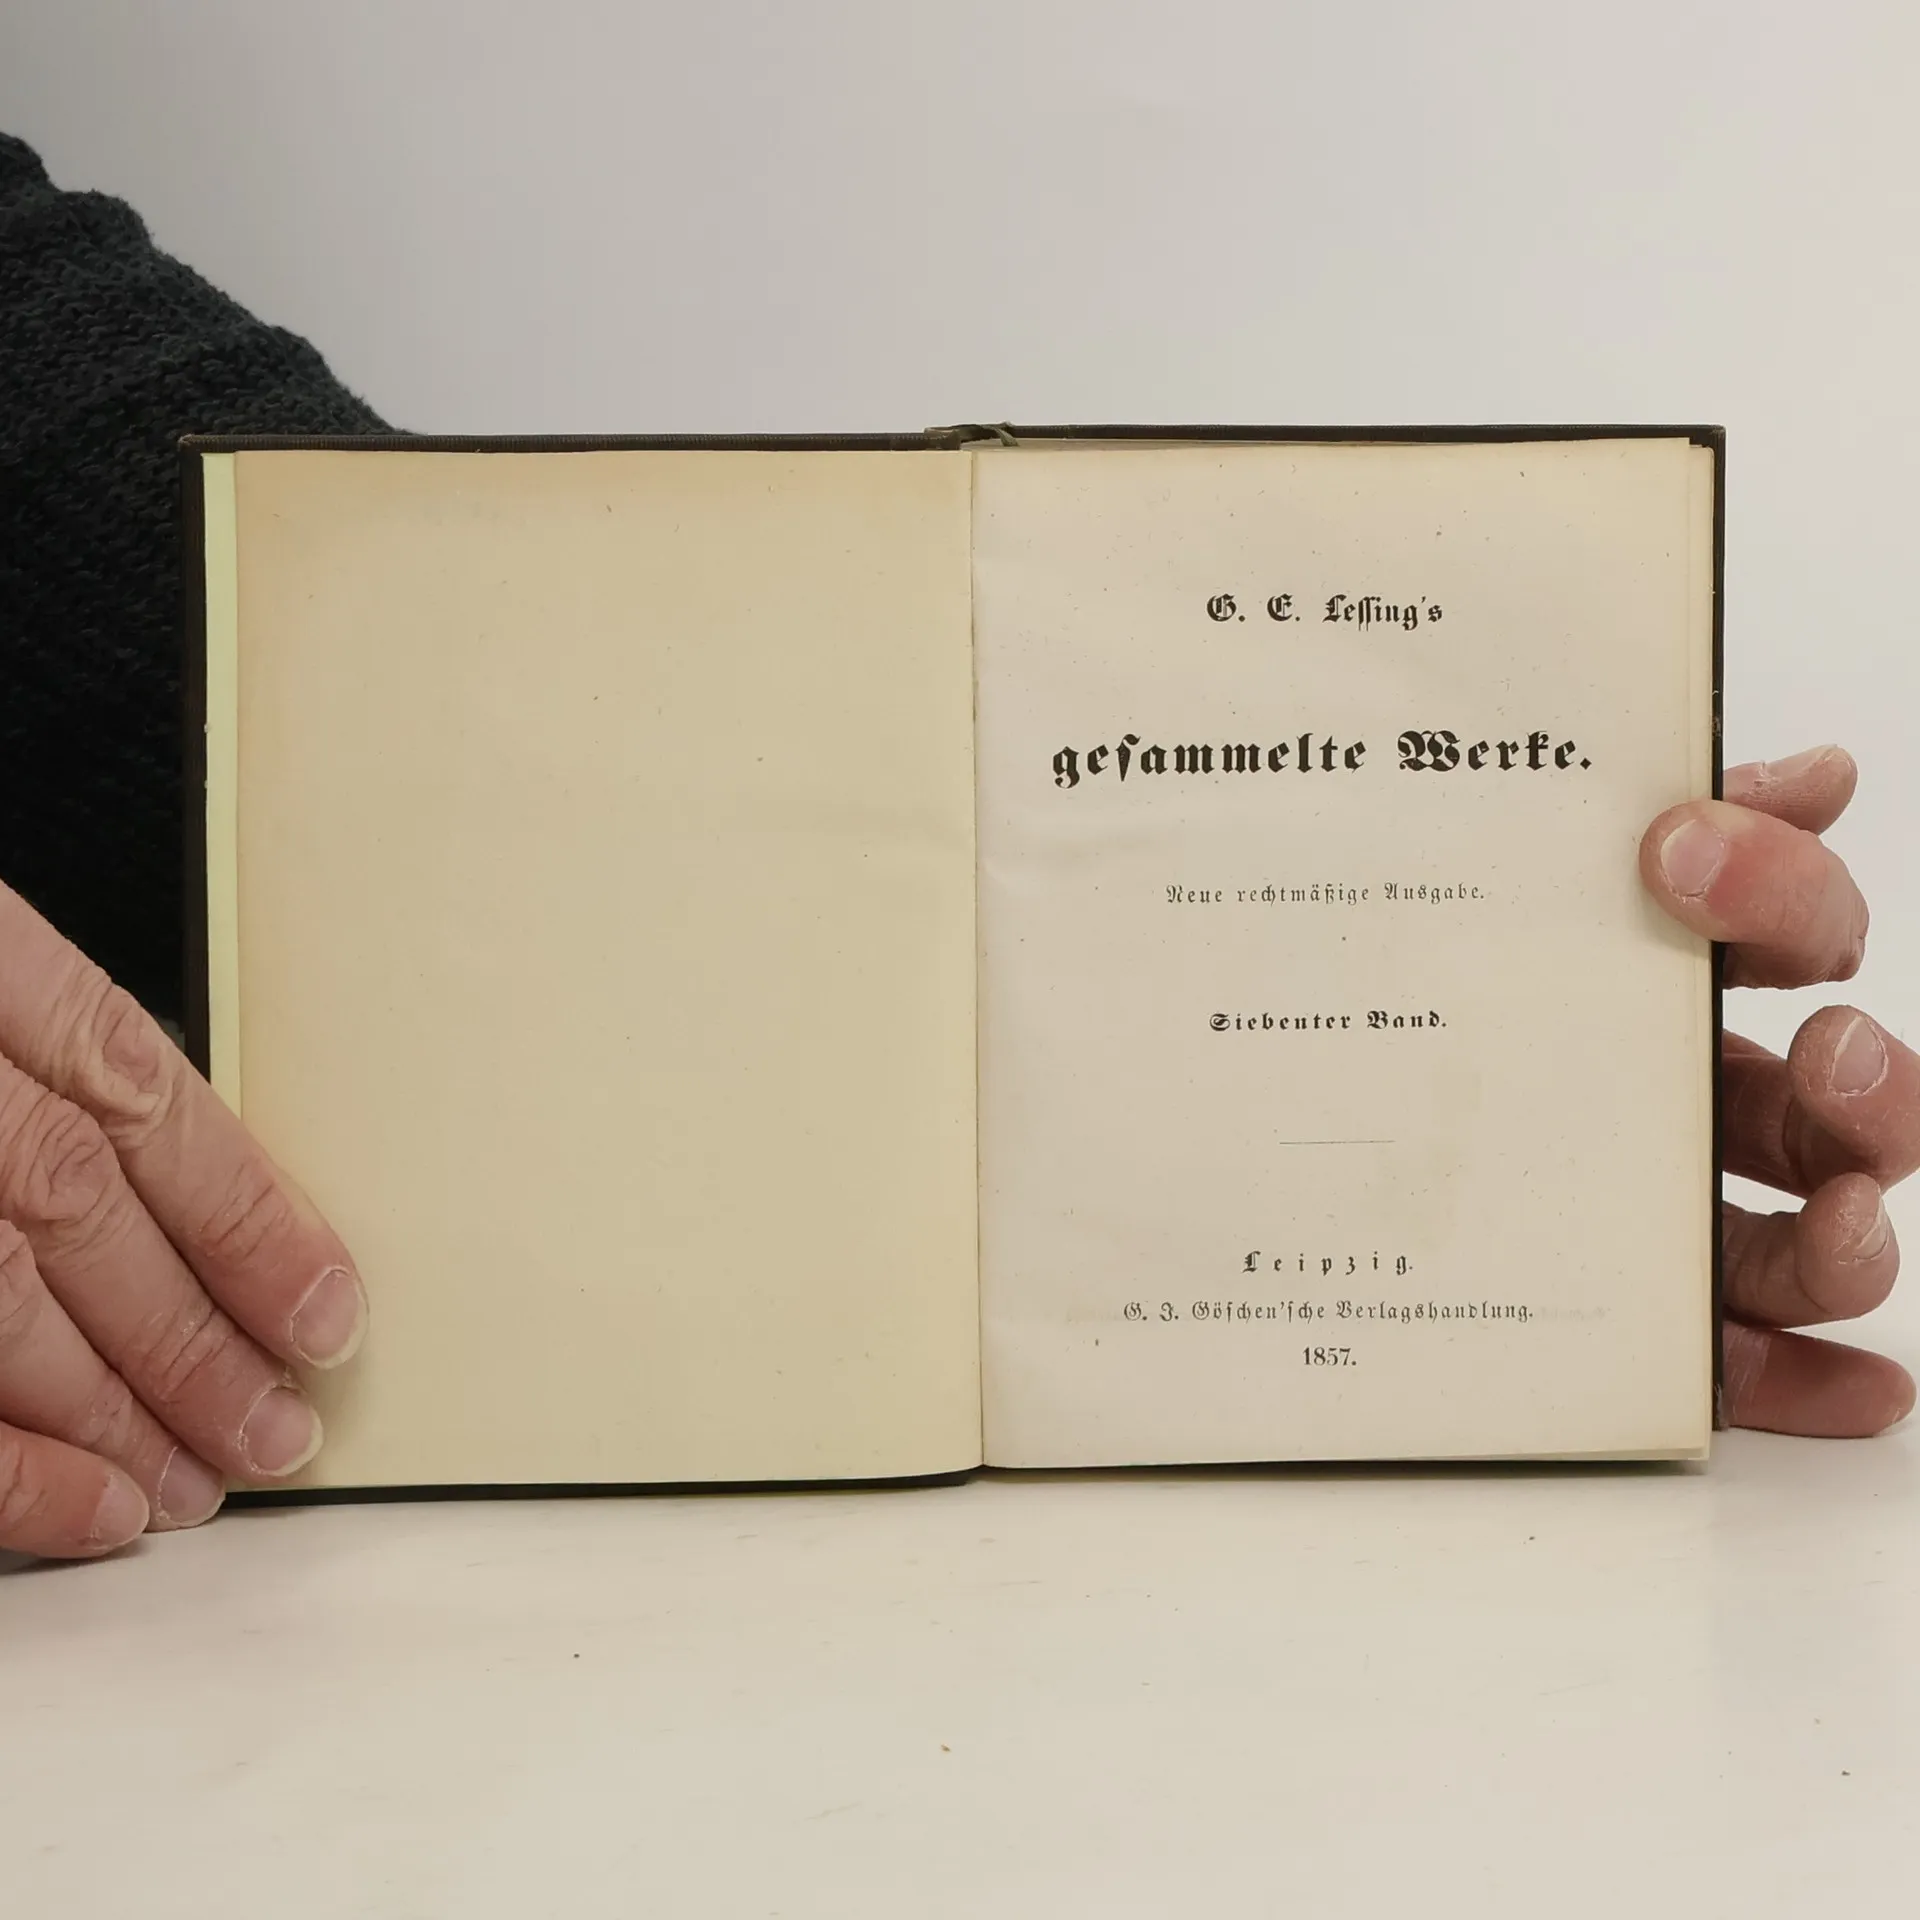 G. E. Leſſing's
geſammelte Werke.
Neue rechtmäßige Ausgabe.
Siebenter Band.
Leipzig.
G. J. Göſchen'ſche Verlagshandlung.
1857.